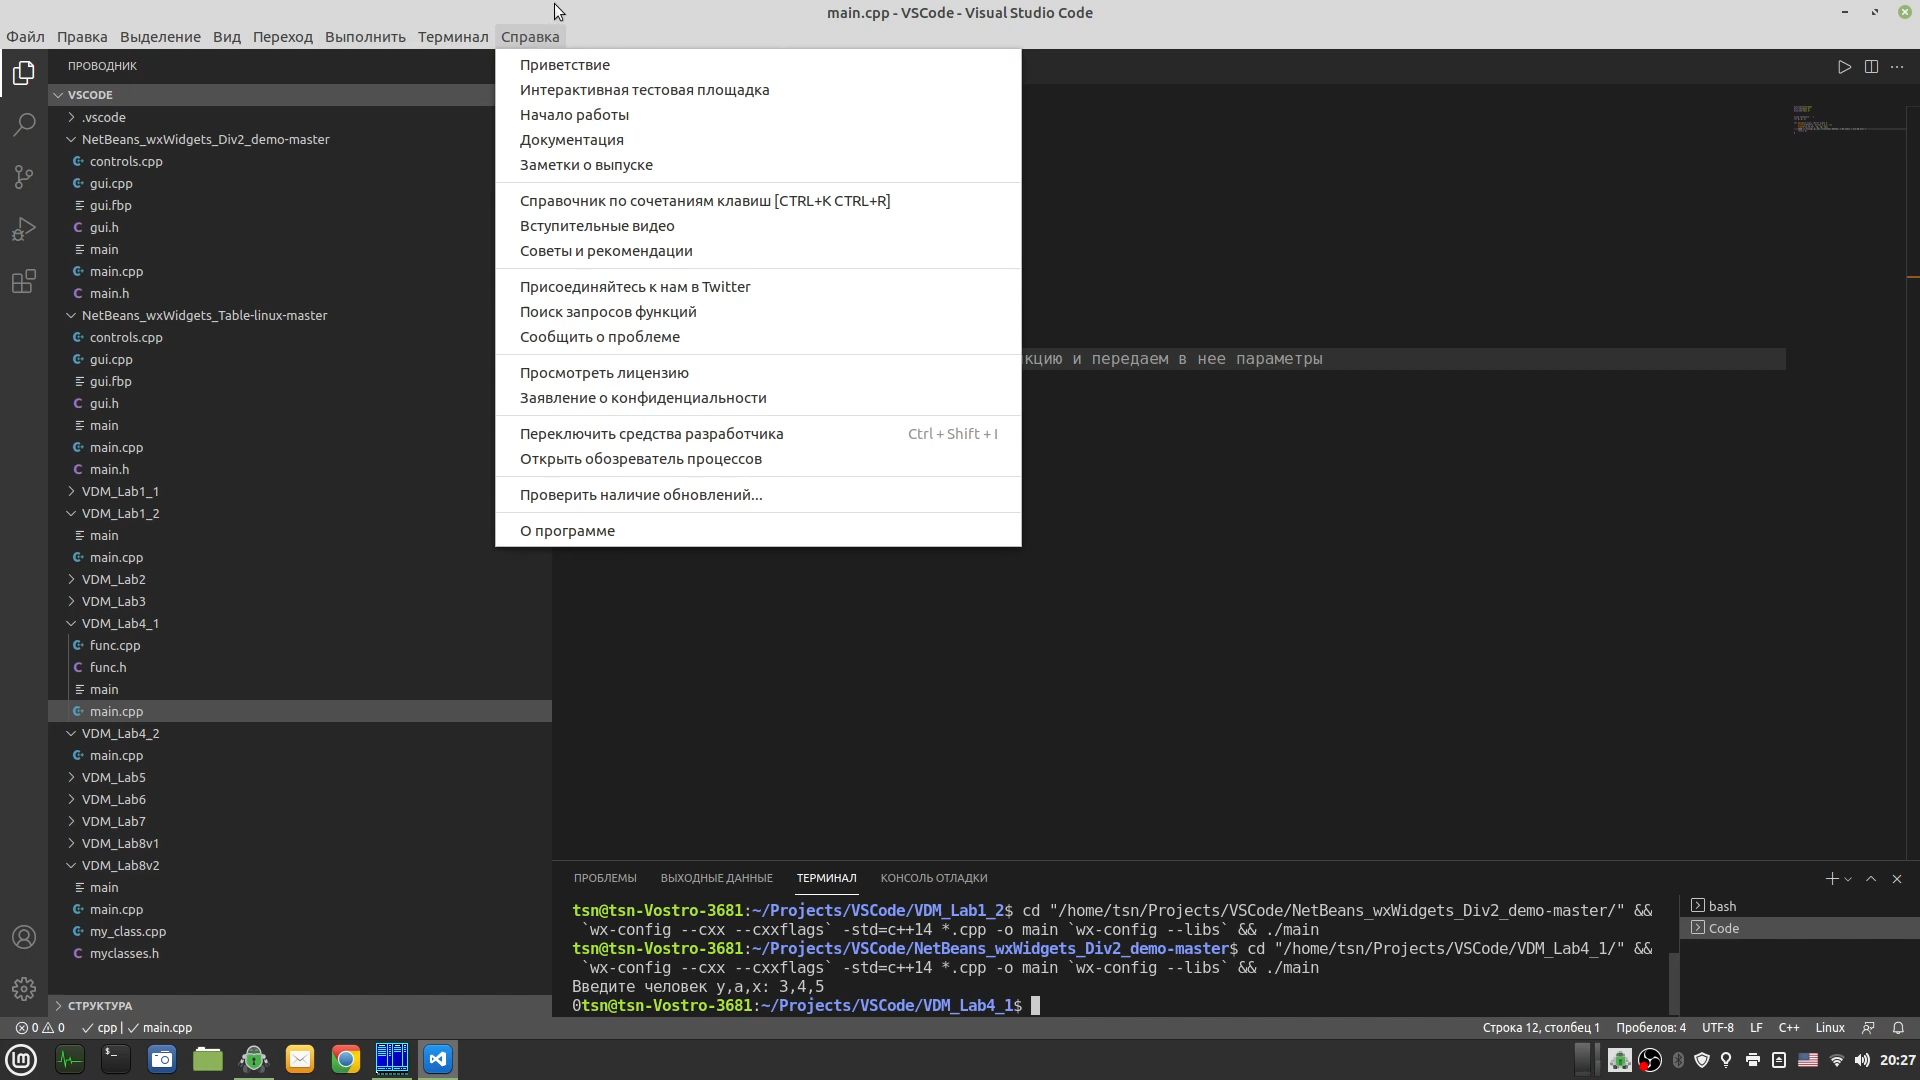 main.cpp - VSCode - Visual Studio Code
Файл Правка Выделение Вид Переход Выполнить Терминал Справка
ПРОВОДНИК
VSCODE
.vscode
NetBeans_wxWidgets_Div2_demo-master
controls.cpp
gui.cpp
gui.fbp
gui.h
main
main.cpp
main.h
NetBeans_wxWidgets_Table-linux-master
controls.cpp
gui.cpp
gui.fbp
gui.h
main
main.cpp
main.h
VDM_Lab1_1
VDM_Lab1_2
main
main.cpp
VDM_Lab2
VDM_Lab3
VDM_Lab4_1
func.cpp
func.h
main
main.cpp
VDM_Lab4_2
main.cpp
VDM_Lab5
VDM_Lab6
VDM_Lab7
VDM_Lab8v1
VDM_Lab8v2
main
main.cpp
my_class.cpp
myclasses.h
СТРУКТУРА
Приветствие
Интерактивная тестовая площадка
Начало работы
Документация
Заметки о выпуске
Справочник по сочетаниям клавиш [CTRL+K CTRL+R]
Вступительные видео
Советы и рекомендации
Присоединяйтесь к нам в Twitter
Поиск запросов функций
Сообщить о проблеме
Просмотреть лицензию
Заявление о конфиденциальности
Переключить средства разработчика Ctrl+Shift+I
Открыть обозреватель процессов
Проверить наличие обновлений...
О программе
кцию и передаем в нее параметры
ПРОБЛЕМЫ ВЫХОДНЫЕ ДАННЫЕ ТЕРМИНАЛ КОНСОЛЬ ОТЛАДКИ
tsn@tsn-Vostro-3681:~/Projects/VSCode/VDM_Lab1_2$ cd "/home/tsn/Projects/VSCode/NetBeans_wxWidgets_Div2_demo-master/" &&
`wx-config --cxx --cxxflags` -std=c++14 *.cpp -o main `wx-config --libs` && ./main
tsn@tsn-Vostro-3681:~/Projects/VSCode/NetBeans_wxWidgets_Div2_demo-master$ cd "/home/tsn/Projects/VSCode/VDM_Lab4_1/" &&
`wx-config --cxx --cxxflags` -std=c++14 *.cpp -o main `wx-config --libs` && ./main
Введите человек y,a,x: 3,4,5
0tsn@tsn-Vostro-3681:~/Projects/VSCode/VDM_Lab4_1$
bash
Code
0 0 cpp | main.cpp
Строка 12, столбец 1 Пробелов: 4 UTF-8 LF C++ Linux
20:27